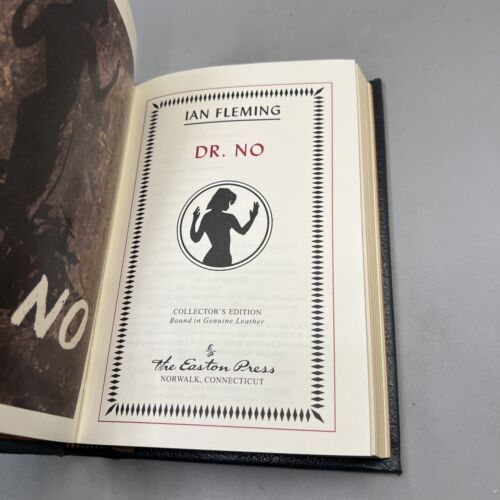 NO
IAN FLEMING
DR. NO
COLLECTOR'S EDITION
Bound in Genuine Leather
The Easton Press
NORWALK, CONNECTICUT